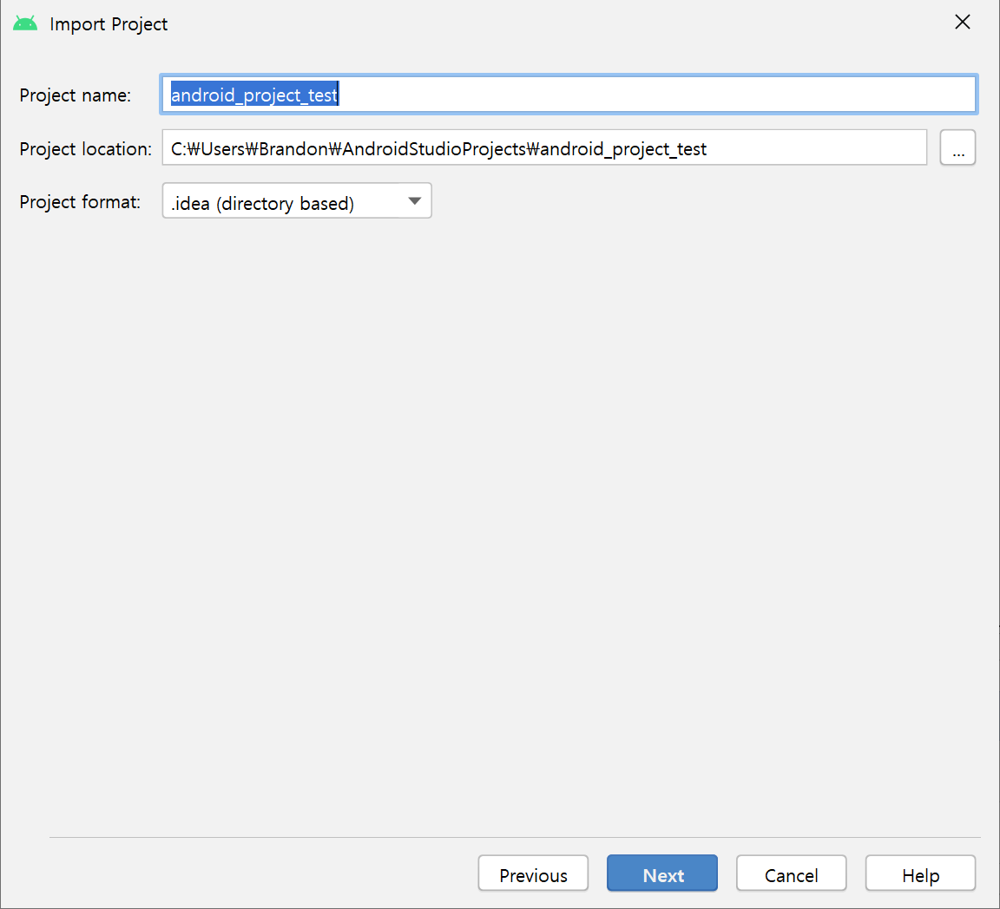 Import Project
Project name: android_project_test
Project location: C:₩Users₩Brandon₩AndroidStudioProjects₩android_project_test ...
Project format: .idea (directory based)
Previous Next Cancel Help